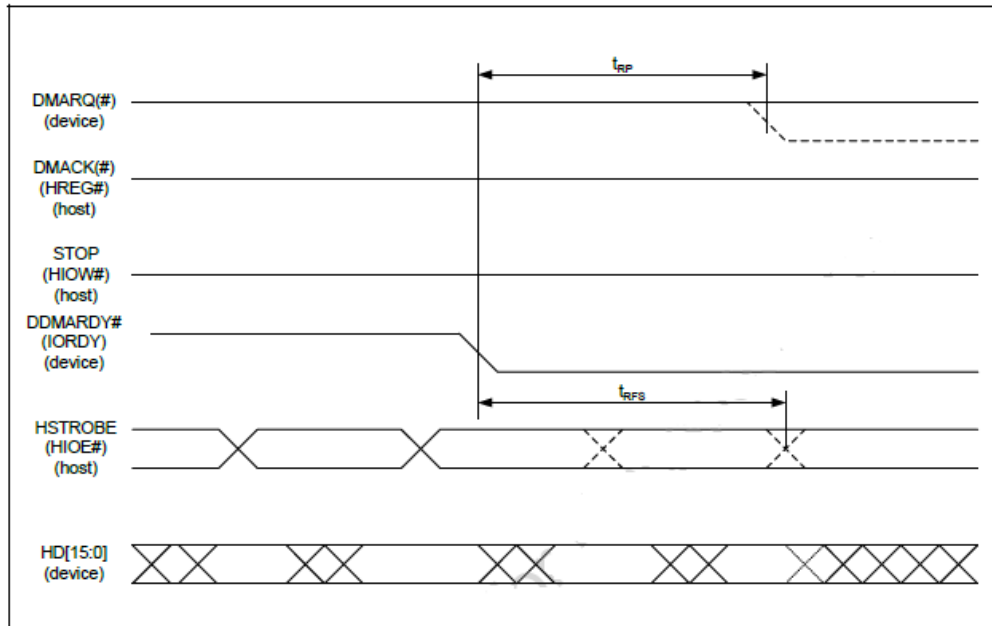 tRP
DMARQ(#)
(device)
DMACK(#)
(HREG#)
(host)
STOP
(HIOW#)
(host)
DDMARDY#
(IORDY)
(device)
tRFS
HSTROBE
(HIOE#)
(host)
HD[15:0]
(device)